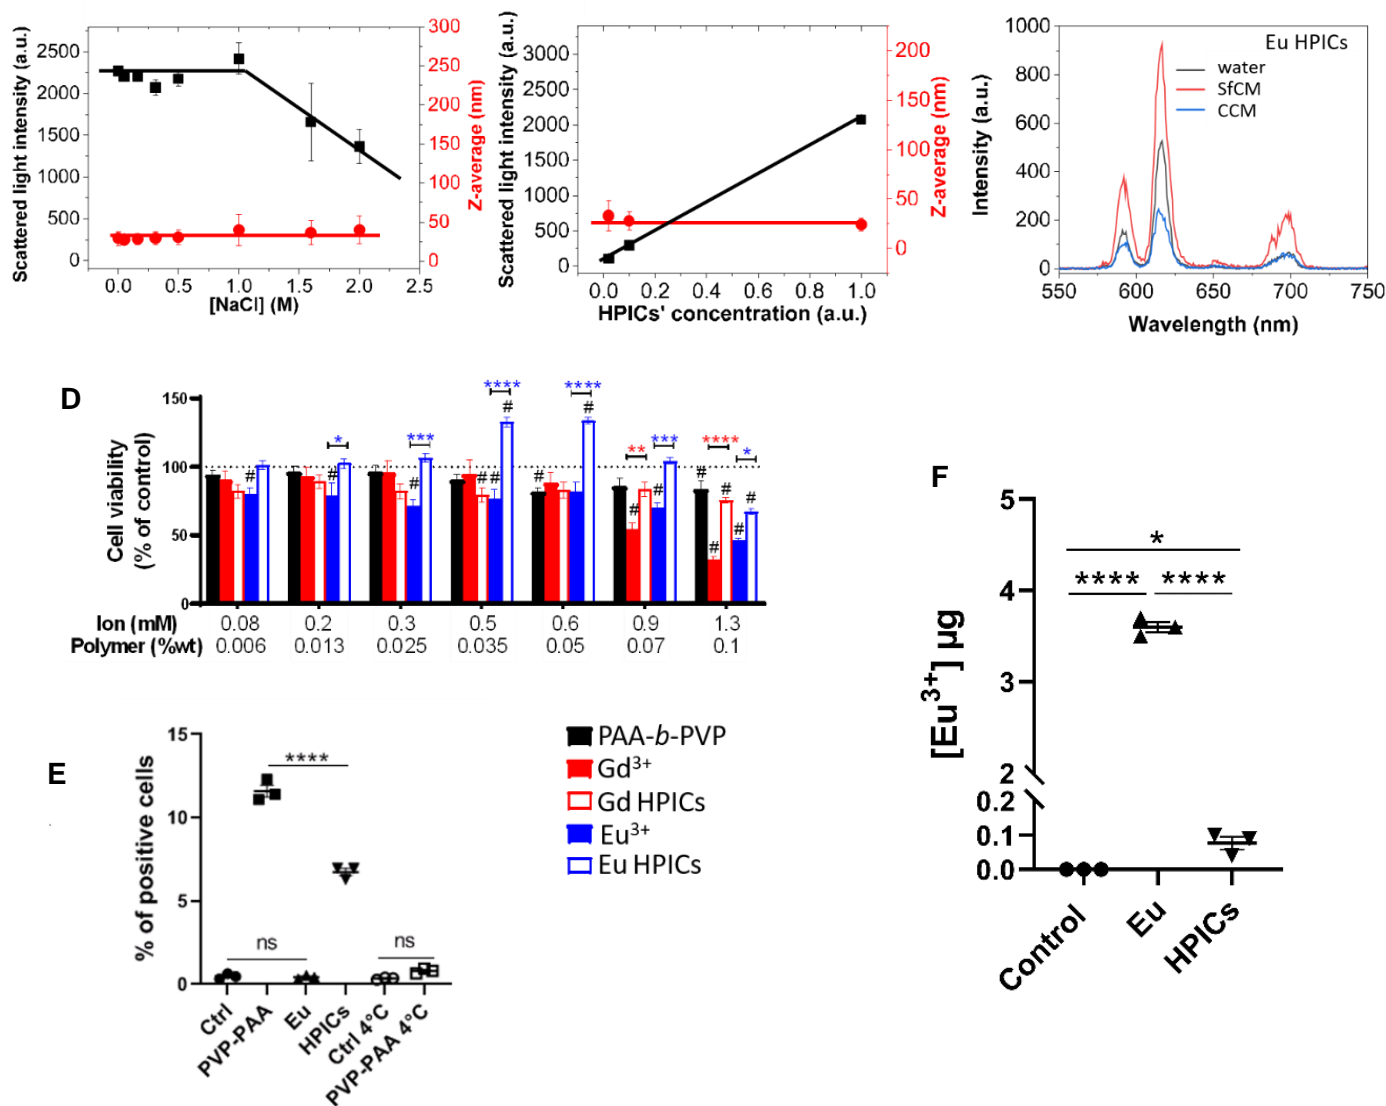 Scattered light intensity (a.u.)
2500
2000
1500
1000
500
0
0.0
0.5
1.0
1.5
2.0
2.5
[NaCl] (M)
300
250
200
150
100
50
0
Z-average (nm)
Scattered light intensity (a.u.)
3000
2500
2000
1500
1000
500
0
0.0
0.2
0.4
0.6
0.8
1.0
HPICs' concentration (a.u.)
200
150
100
50
0
Z-average (nm)
Intensity (a.u.)
1000
800
600
400
200
0
550
600
650
700
750
Wavelength (nm)
Eu HPICs
water
SfCM
CCM
D
Cell viability
(% of control)
150
100
50
0
# * # *** # **** # # # **** # # ** # *** # # **** # # * # #
Ion (mM) 0.08 0.2 0.3 0.5 0.6 0.9 1.3
Polymer (%wt) 0.006 0.013 0.025 0.035 0.05 0.07 0.1
E
% of positive cells
15
10
5
0
****
ns
ns
Ctrl
PVP-PAA
Eu
HPICs
Ctrl 4°C
PVP-PAA 4°C
PAA-b-PVP
Gd³⁺
Gd HPICs
Eu³⁺
Eu HPICs
F
[Eu³⁺] µg
5
4
3
2
0.2
0.1
0.0
*
**** ****
Control
Eu
HPICs